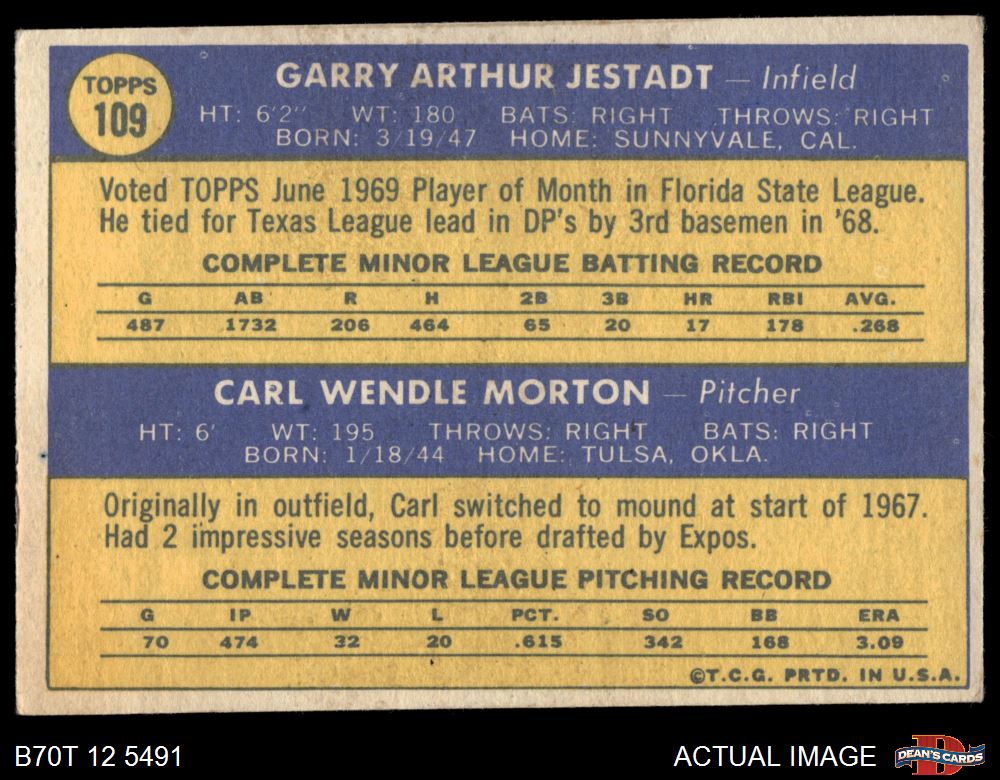 TOPPS
109
GARRY ARTHUR JESTADT — Infield
HT: 6'2" WT: 180 BATS: RIGHT THROWS: RIGHT
BORN: 3/19/47 HOME: SUNNYVALE, CAL.
Voted TOPPS June 1969 Player of Month in Florida State League.
He tied for Texas League lead in DP's by 3rd basemen in '68.
COMPLETE MINOR LEAGUE BATTING RECORD
G AB R H 2B 3B HR RBI AVG.
487 1732 206 464 65 20 17 178 .268
CARL WENDLE MORTON — Pitcher
HT: 6' WT: 195 THROWS: RIGHT BATS: RIGHT
BORN: 1/18/44 HOME: TULSA, OKLA.
Originally in outfield, Carl switched to mound at start of 1967.
Had 2 impressive seasons before drafted by Expos.
COMPLETE MINOR LEAGUE PITCHING RECORD
G IP W L PCT. SO BB ERA
70 474 32 20 .615 342 168 3.09
©T.C.G. PRTD. IN U.S.A.
B70T 12 5491
ACTUAL IMAGE
D
DEAN'S CARDS